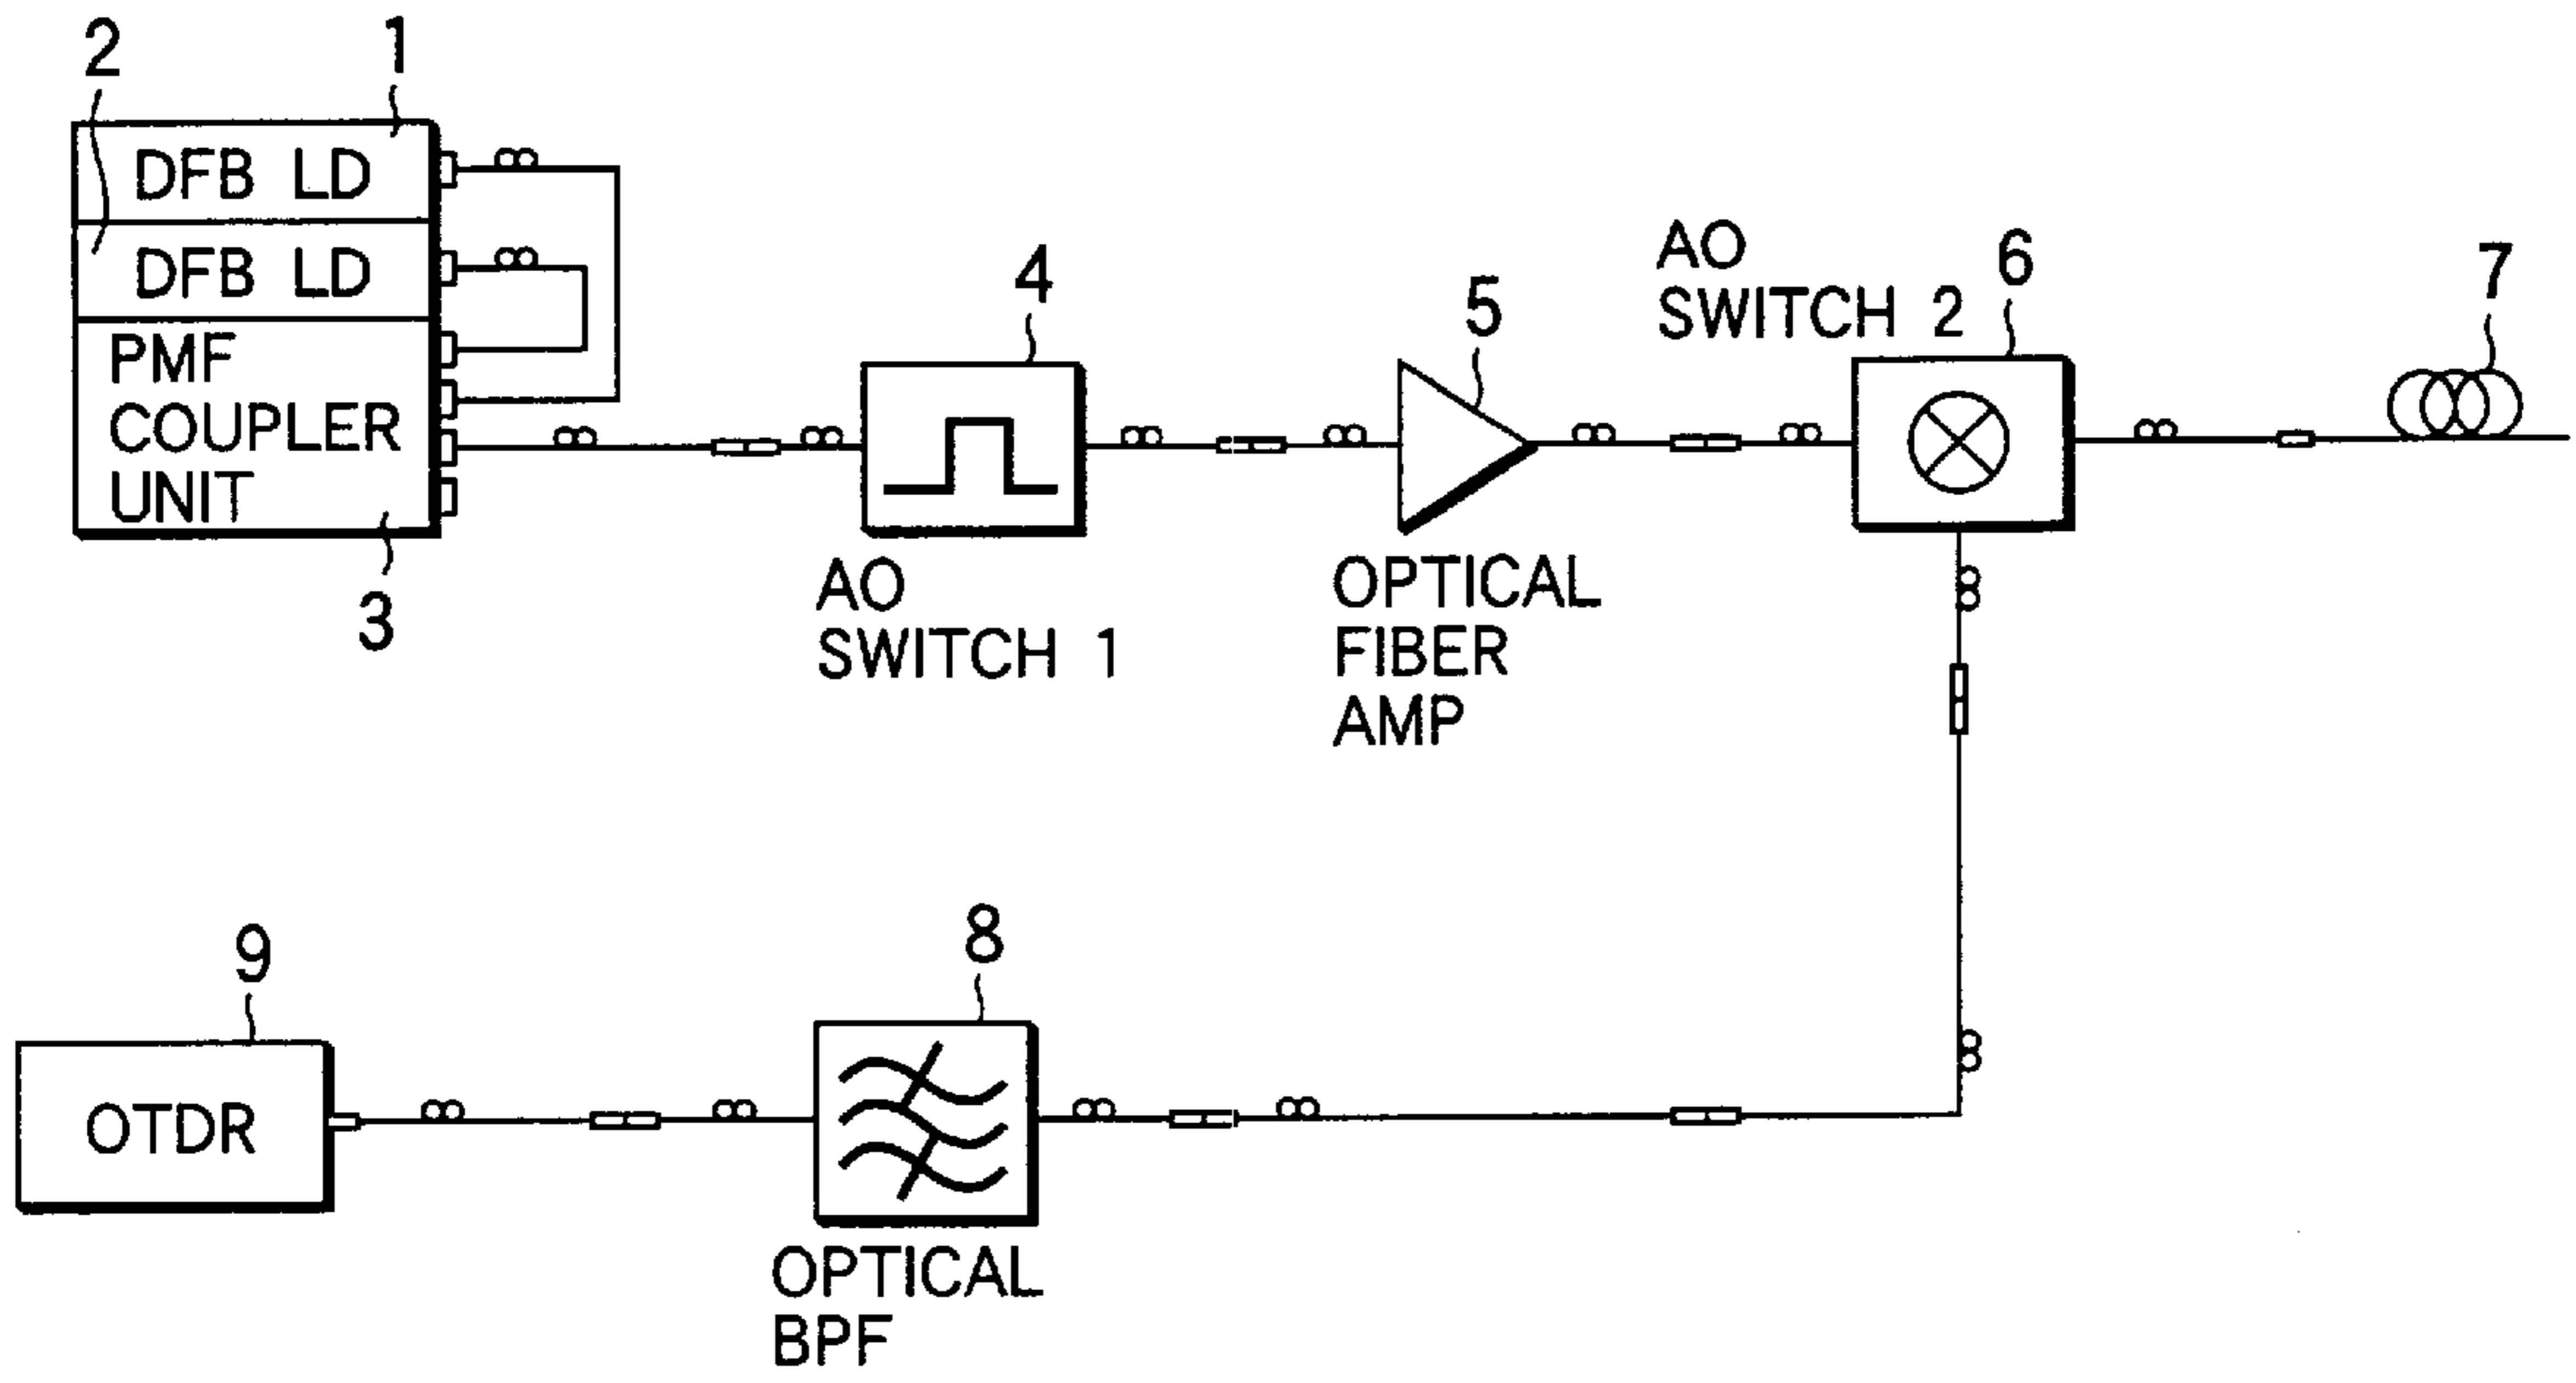 2
1
DFB LD
DFB LD
PMF
COUPLER
UNIT
3
4
AO
SWITCH 1
5
OPTICAL
FIBER
AMP
AO
SWITCH 2
6
7
9
OTDR
8
OPTICAL
BPF